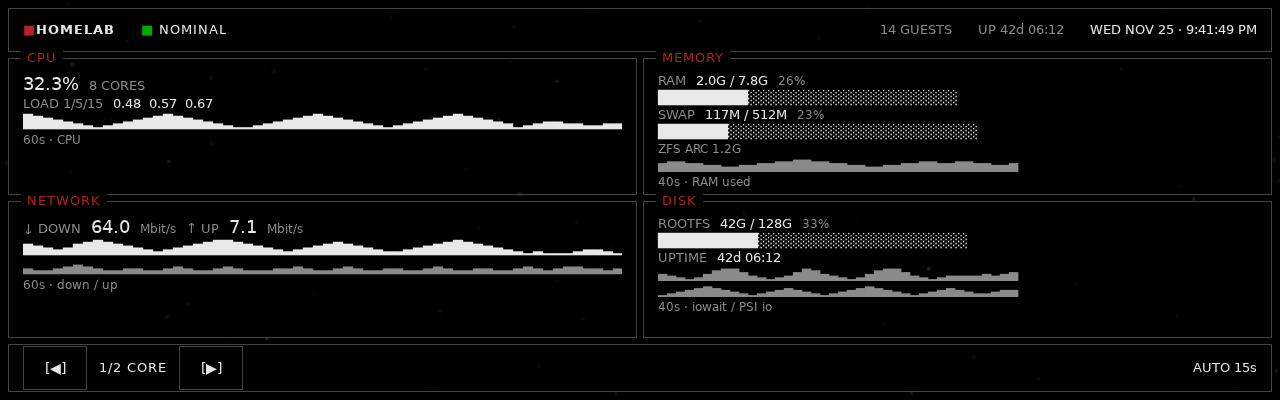 HOMELAB NOMINAL 14 GUESTS UP 42d 06:12 WED NOV 25 · 9:41:49 PM
CPU
32.3% 8 CORES
LOAD 1/5/15 0.48 0.57 0.67
60s · CPU
MEMORY
RAM 2.0G / 7.8G 26%
SWAP 117M / 512M 23%
ZFS ARC 1.2G
40s · RAM used
NETWORK
↓ DOWN 64.0 Mbit/s ↑ UP 7.1 Mbit/s
60s · down / up
DISK
ROOTFS 42G / 128G 33%
UPTIME 42d 06:12
40s · iowait / PSI io
[◀] 1/2 CORE [▶] AUTO 15s